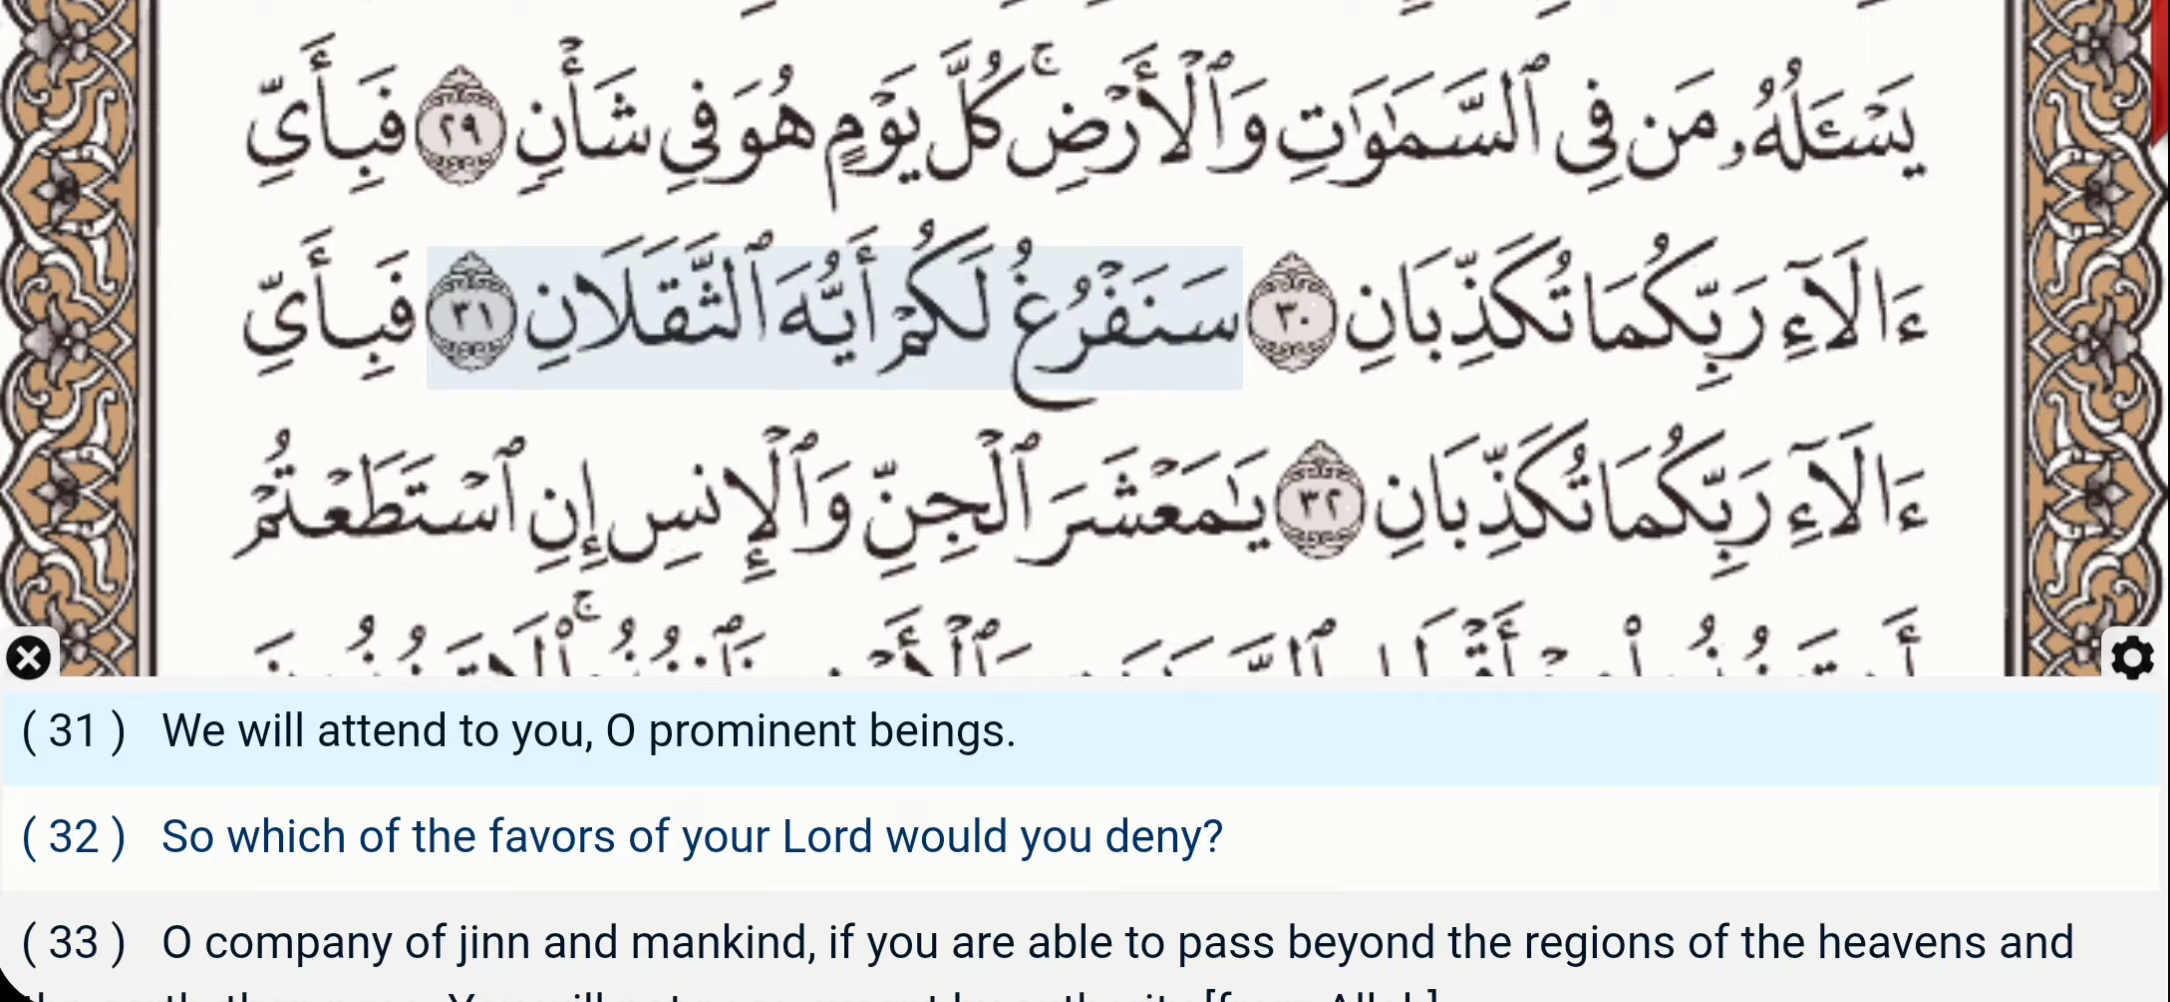 يَسْـَٔلُهُۥ مَن فِى ٱلسَّمَٰوَٰتِ وَٱلْأَرْضِ ۚ كُلَّ يَوْمٍ هُوَ فِى شَأْنٍ ٢٩ فَبِأَىِّ
ءَالَآءِ رَبِّكُمَا تُكَذِّبَانِ ٣٠ سَنَفْرُغُ لَكُمْ أَيُّهَ ٱلثَّقَلَانِ ٣١ فَبِأَىِّ
ءَالَآءِ رَبِّكُمَا تُكَذِّبَانِ ٣٢ يَٰمَعْشَرَ ٱلْجِنِّ وَٱلْإِنسِ إِنِ ٱسْتَطَعْتُمْ
( 31 ) We will attend to you, O prominent beings.
( 32 ) So which of the favors of your Lord would you deny?
( 33 ) O company of jinn and mankind, if you are able to pass beyond the regions of the heavens and